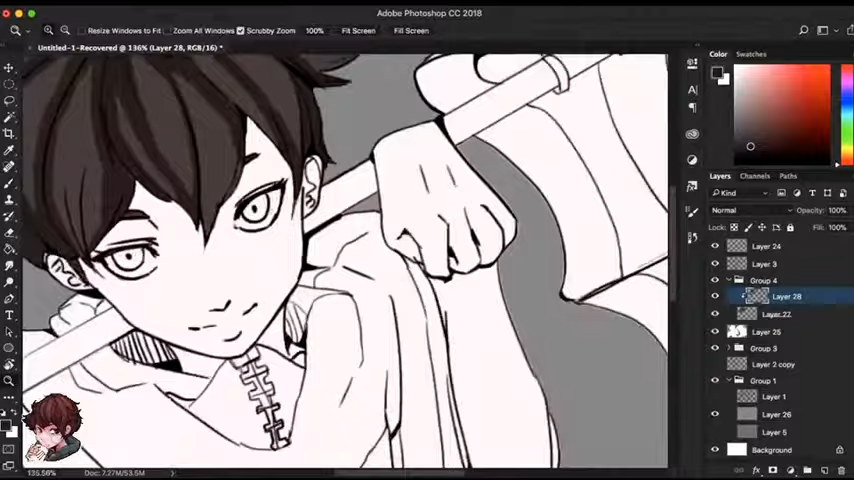 Adobe Photoshop CC 2018
Resize Windows to Fit
Zoom All Windows
Scrubby Zoom
100%
Fit Screen
Fill Screen
Untitled-1-Recovered @ 136% (Layer 28, RGB/16) *
Color
Swatches
Layers
Channels
Paths
Kind
Normal
Opacity: 100%
Lock:
Fill: 100%
Layer 24
Layer 3
Group 4
Layer 28
Layer 27
Layer 25
Group 3
Layer 2 copy
Group 1
Layer 1
Layer 26
Layer 5
Background
Doc: 7.27M/53.5M